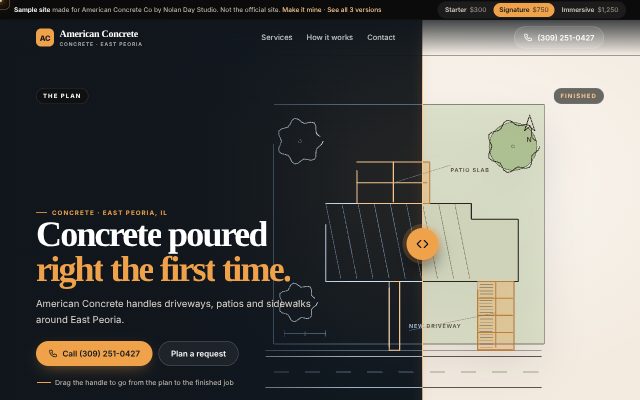 Sample site made for American Concrete Co by Nolan Day Studio. Not the official site. Make it mine · See all 3 versions
Starter $300 Signature $750 Immersive $1,250
AC American Concrete
CONCRETE · EAST PEORIA
Services How it works Contact
(309) 251-0427
THE PLAN
FINISHED
N
PATIO SLAB
CONCRETE · EAST PEORIA, IL
Concrete poured
right the first time.
American Concrete handles driveways, patios and sidewalks
around East Peoria.
NEW DRIVEWAY
Call (309) 251-0427 Plan a request
Drag the handle to go from the plan to the finished job